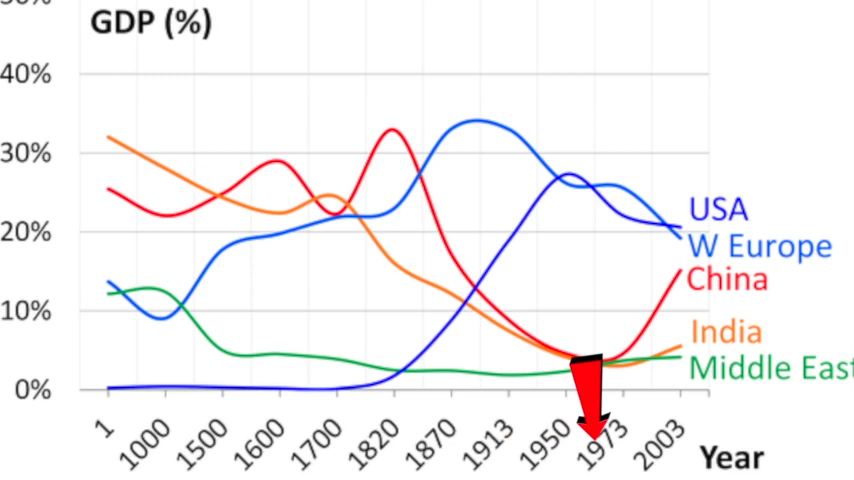 GDP (%)
40%
30%
20%
10%
0%
USA
W Europe
China
India
Middle East
1
1000
1500
1600
1700
1820
1870
1913
1950
1973
2003
Year